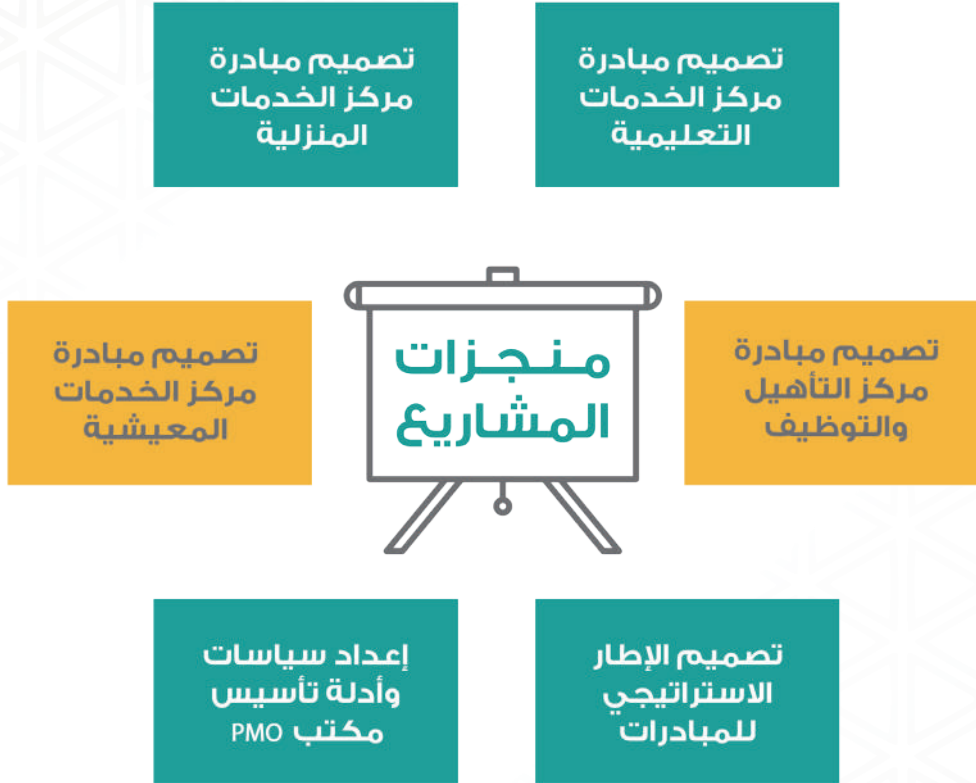 تصميم مبادرة
مركز الخدمات
التعليمية
تصميم مبادرة
مركز الخدمات
المنزلية
تصميم مبادرة
مركز التأهيل
والتوظيف
منجزات
المشاريع
تصميم مبادرة
مركز الخدمات
المعيشية
تصميم الإطار
الاستراتيجي
للمبادرات
إعداد سياسات
وأدلة تأسيس
مكتب PMO